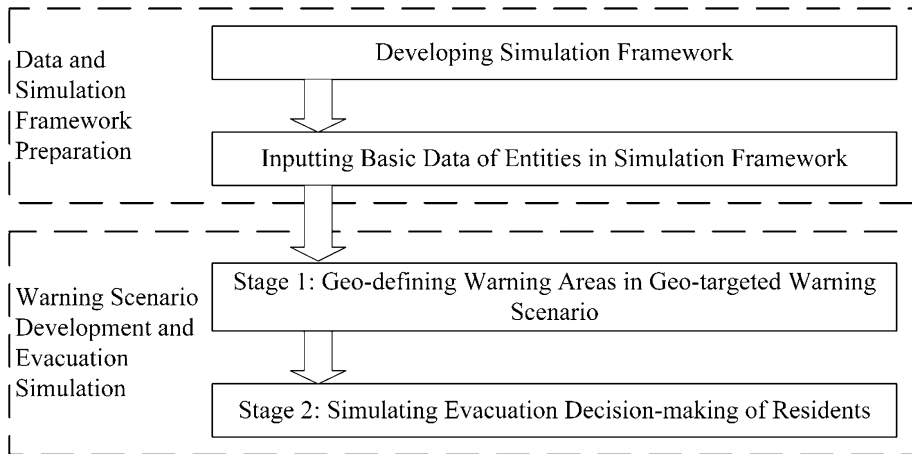 Data and
Simulation
Framework
Preparation
Developing Simulation Framework
Inputting Basic Data of Entities in Simulation Framework
Warning Scenario
Development and
Evacuation
Simulation
Stage 1: Geo-defining Warning Areas in Geo-targeted Warning
Scenario
Stage 2: Simulating Evacuation Decision-making of Residents